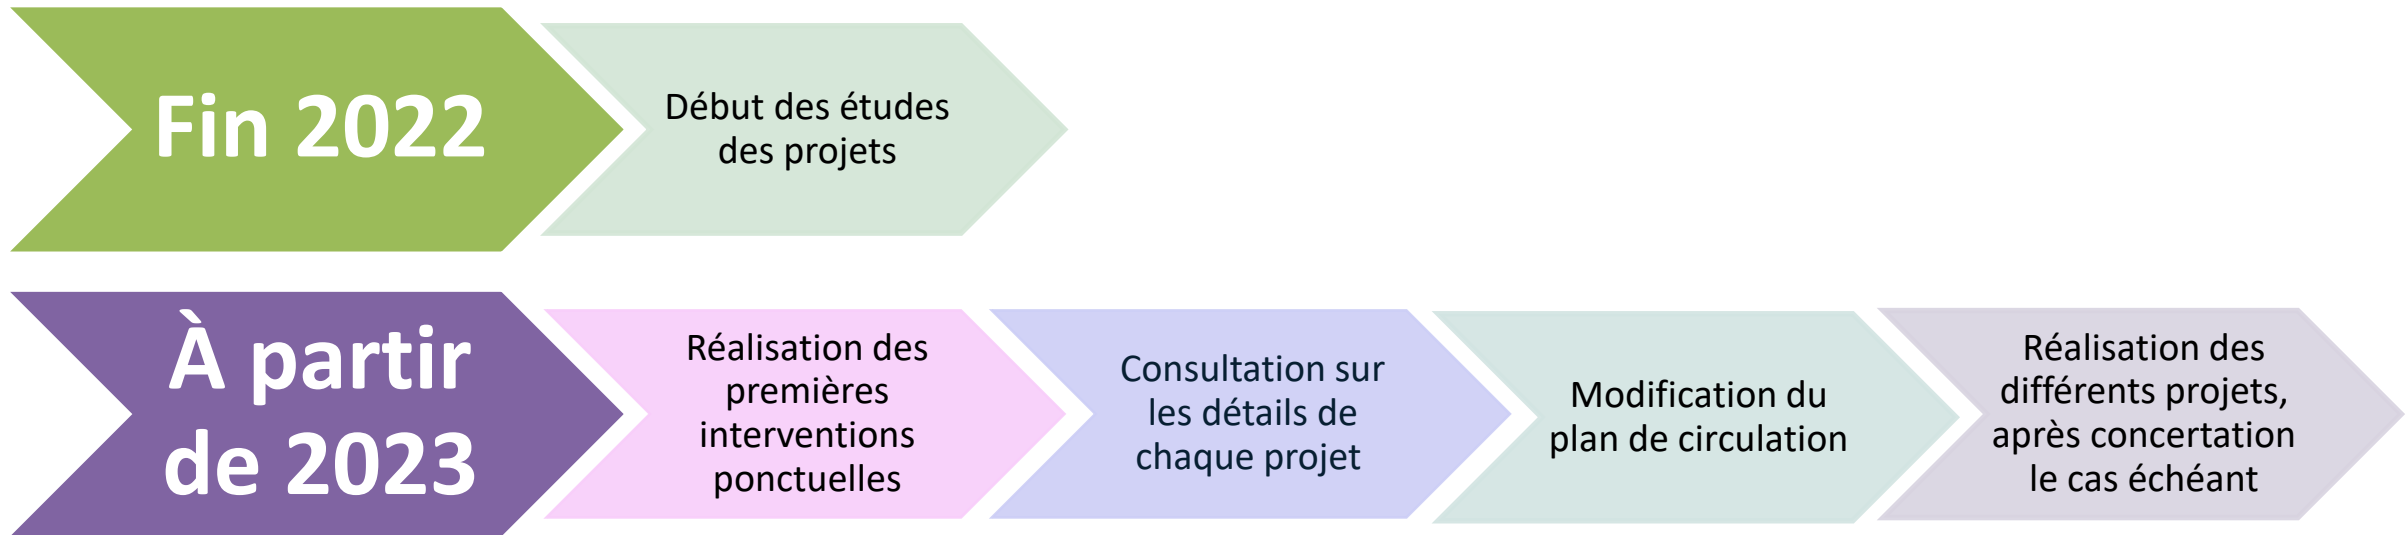 Fin 2022
Début des études
des projets
À partir
de 2023
Réalisation des
premières
interventions
ponctuelles
Consultation sur
les détails de
chaque projet
Modification du
plan de circulation
Réalisation des
différents projets,
après concertation
le cas échéant